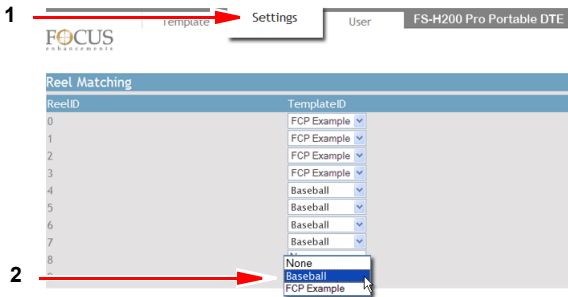 1
Template Settings User FS-H200 Pro Portable DTE
FOCUS
enhancements
Reel Matching
ReelID TemplateID
0 FCP Example
1 FCP Example
2 FCP Example
3 FCP Example
4 Baseball
5 Baseball
6 Baseball
7 Baseball
8
None
2 Baseball
FCP Example